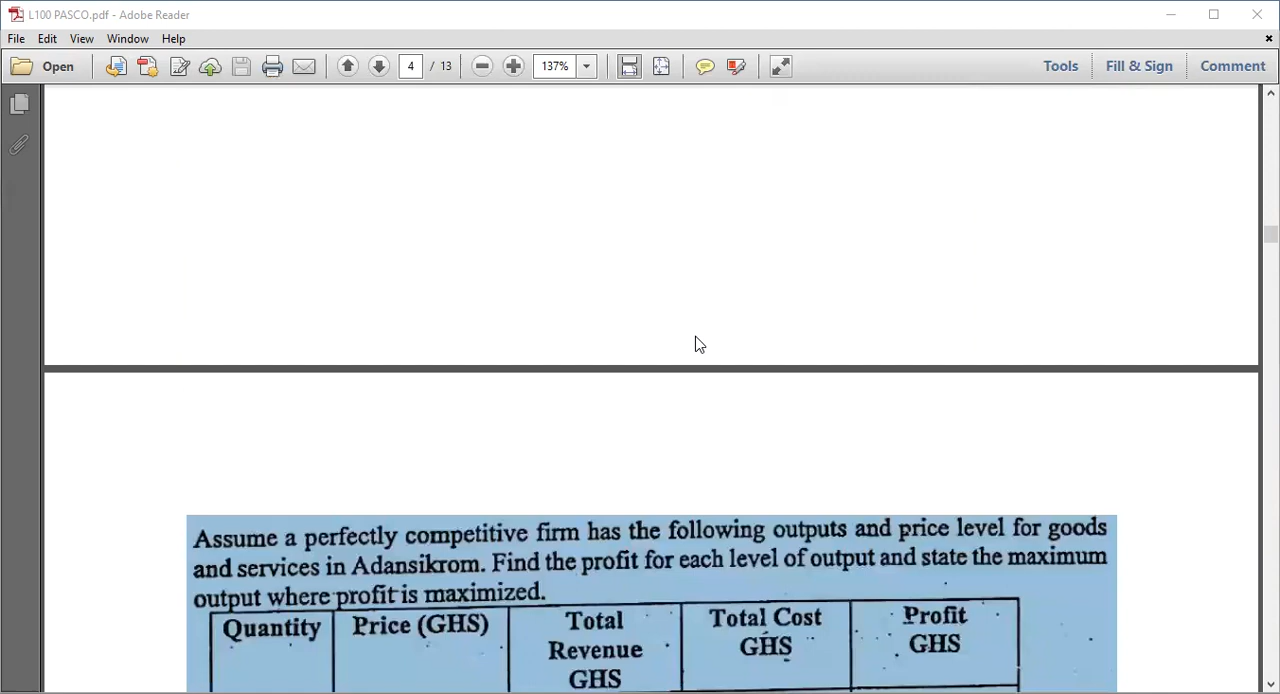 L100 PASCO.pdf - Adobe Reader
File Edit View Window Help
Open 4 / 13 137% Tools Fill & Sign Comment
Assume a perfectly competitive firm has the following outputs and price level for goods
and services in Adansikrom. Find the profit for each level of output and state the maximum
output where profit is maximized.
Quantity Price (GHS) Total Revenue GHS Total Cost GHS Profit GHS